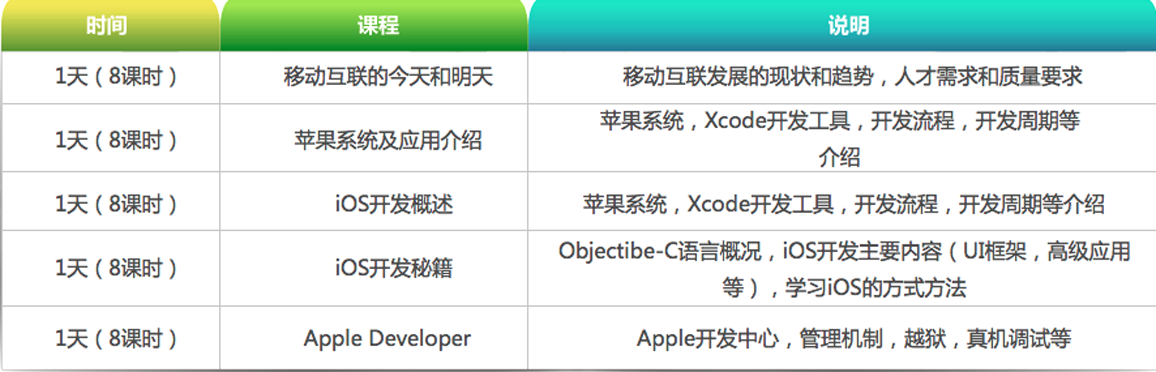 时间 课程 说明
1天（8课时） 移动互联的今天和明天 移动互联发展的现状和趋势，人才需求和质量要求
1天（8课时） 苹果系统及应用介绍 苹果系统，Xcode开发工具，开发流程，开发周期等
介绍
1天（8课时） iOS开发概述 苹果系统，Xcode开发工具，开发流程，开发周期等介绍
1天（8课时） iOS开发秘籍 Objectibe-C语言概况，iOS开发主要内容（UI框架，高级应用
等），学习iOS的方式方法
1天（8课时） Apple Developer Apple开发中心，管理机制，越狱，真机调试等